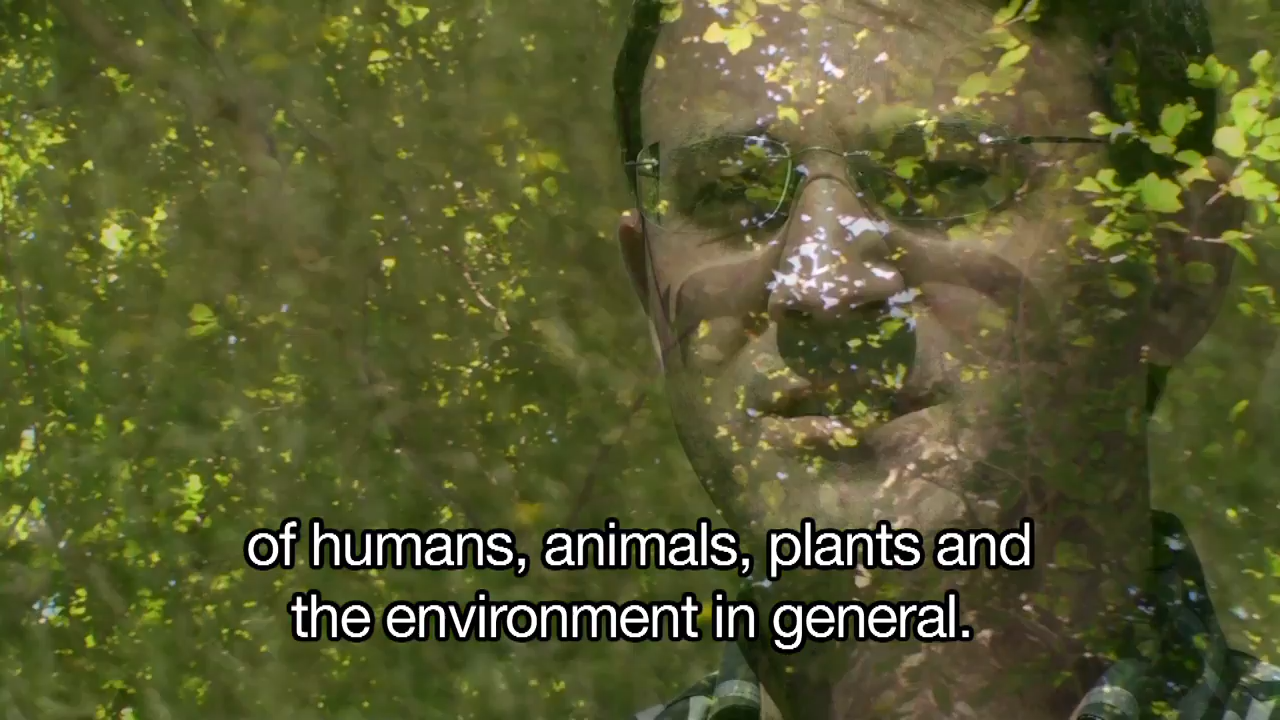 of humans, animals, plants and
the environment in general.